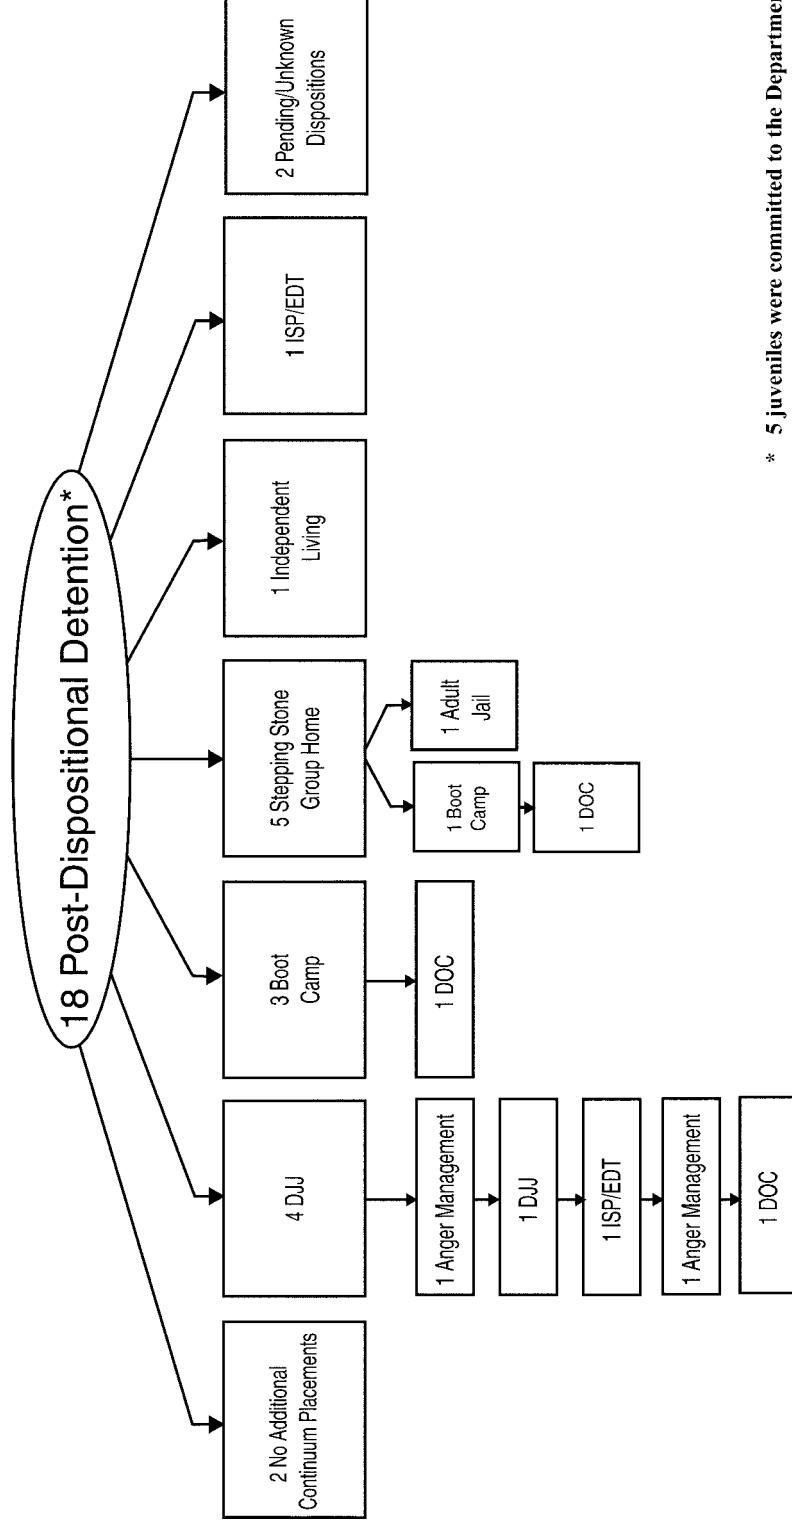 18 Post-Dispositional Detention*
2 No Additional
Continuum Placements
4 DJJ
1 Anger Management
1 DJJ
1 ISP/EDT
1 Anger Management
1 DOC
3 Boot
Camp
1 DOC
5 Stepping Stone
Group Home
1 Boot
Camp
1 DOC
1 Adult
Jail
1 Independent
Living
1 ISP/EDT
2 Pending/Unknown
Dispositions
* 5 juveniles were committed to the